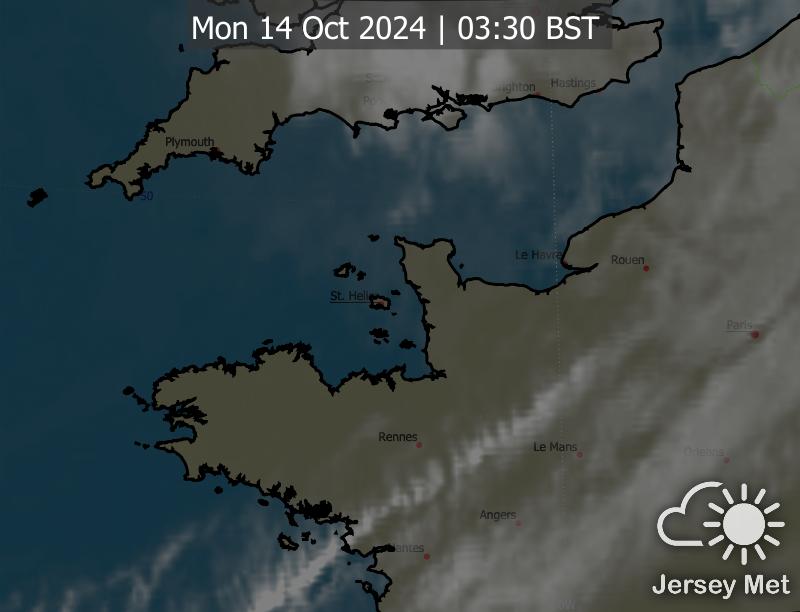 Mon 14 Oct 2024 | 03:30 BST
Hastings
Plymouth
50
Le Havre
Rouen
St. Helier
Paris
Rennes
Le Mans
Orleans
Angers
Nantes
Jersey Met